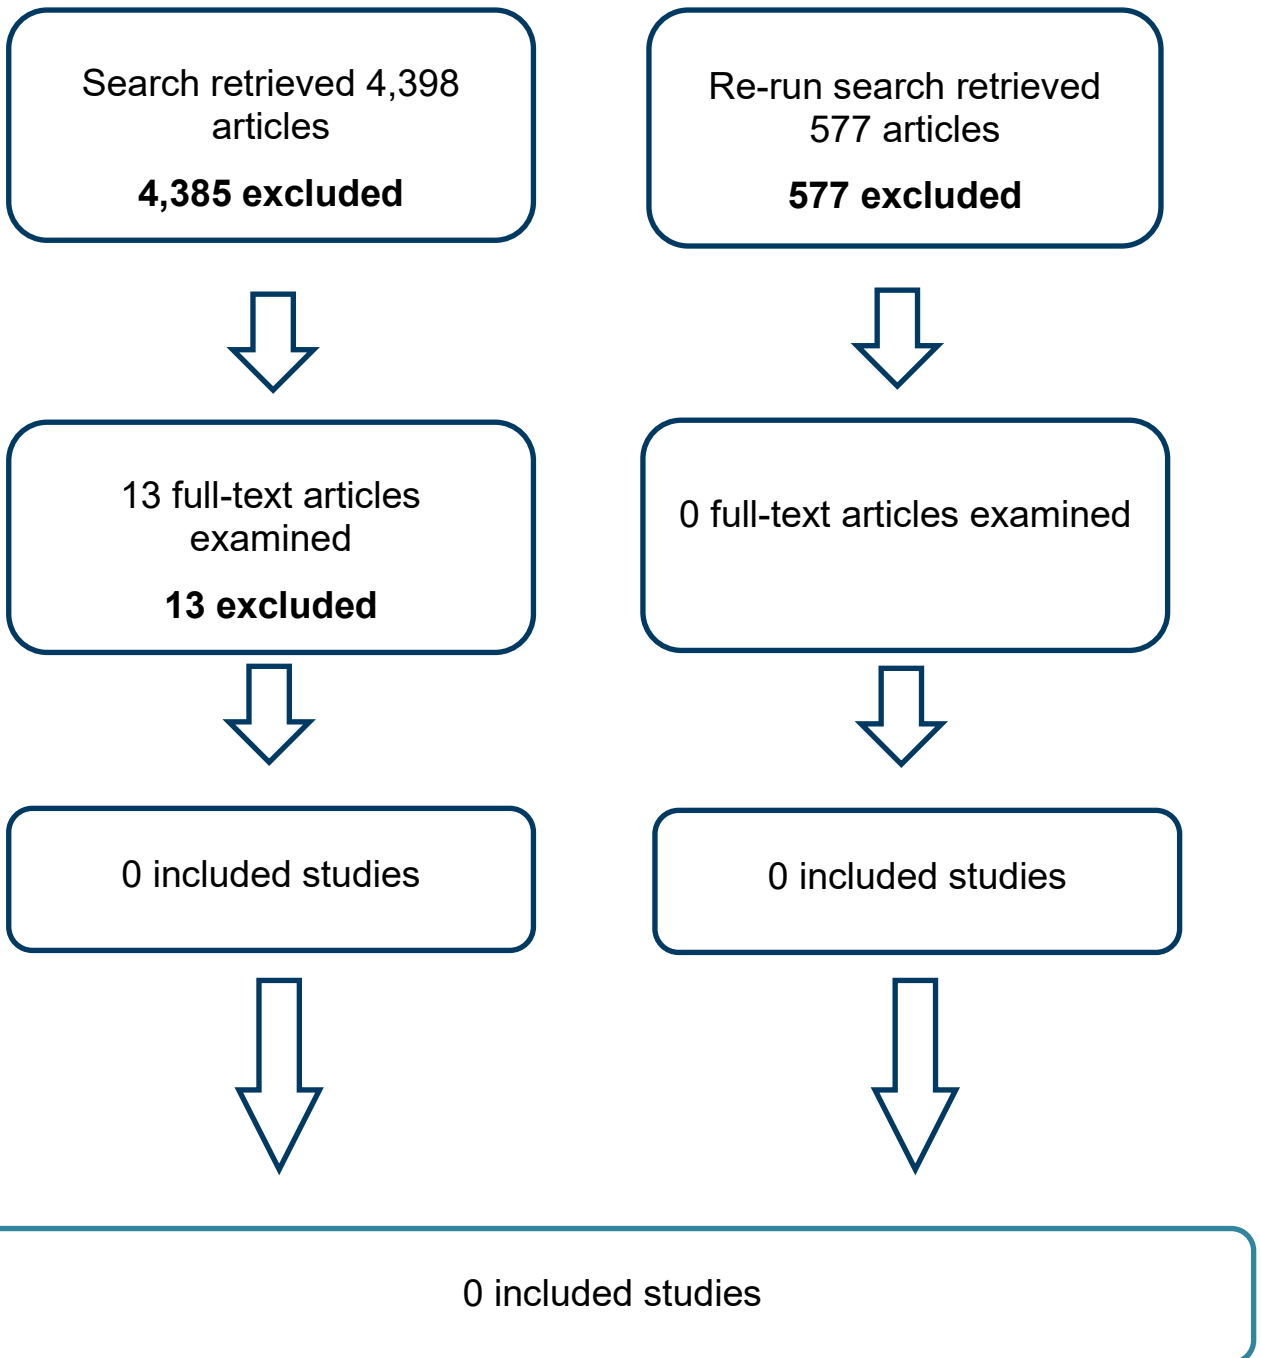 Search retrieved 4,398
articles
4,385 excluded
Re-run search retrieved
577 articles
577 excluded
13 full-text articles
examined
13 excluded
0 full-text articles examined
0 included studies
0 included studies
0 included studies